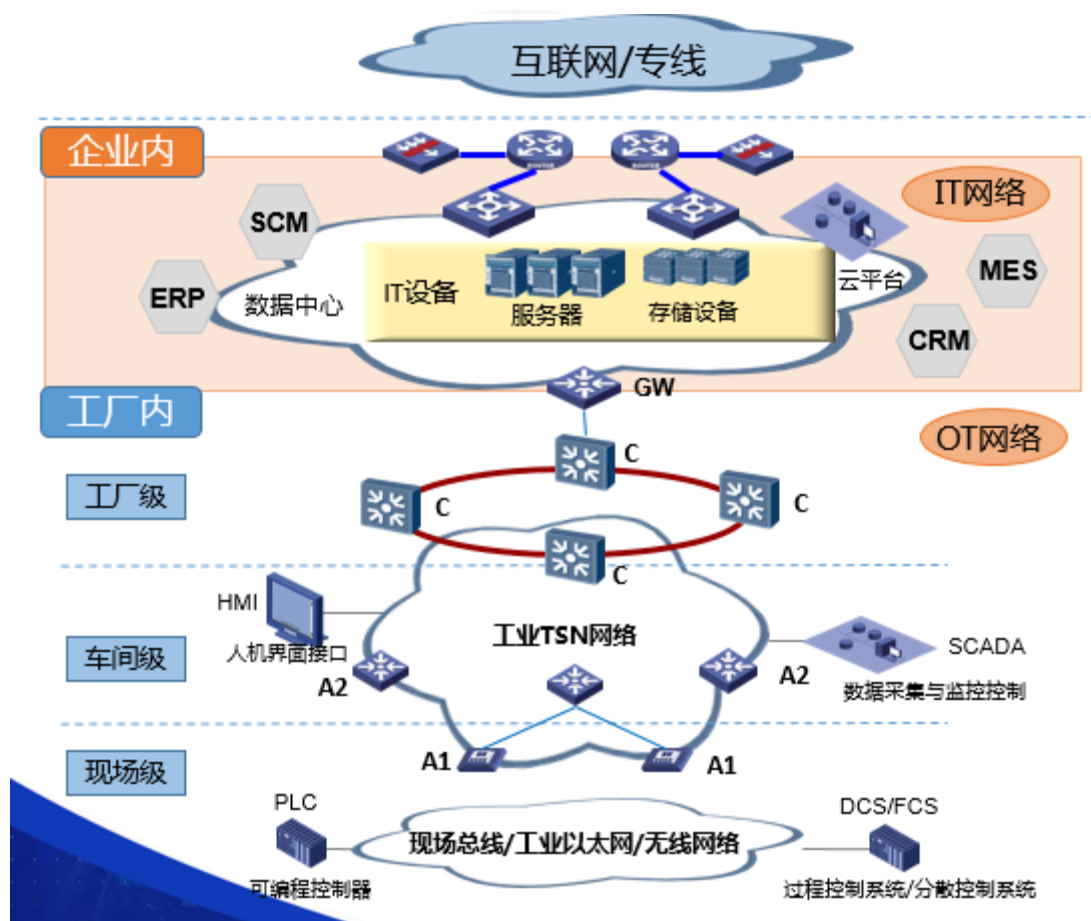 互联网/专线
企业内
ROUTER
ROUTER
IT网络
SCM
ERP
数据中心
IT设备
服务器
存储设备
云平台
MES
CRM
GW
工厂内
OT网络
工厂级
C
C
C
C
HMI
人机界面接口
工业TSN网络
SCADA
数据采集与监控控制
车间级
A2
A2
现场级
A1
A1
PLC
可编程控制器
现场总线/工业以太网/无线网络
DCS/FCS
过程控制系统/分散控制系统